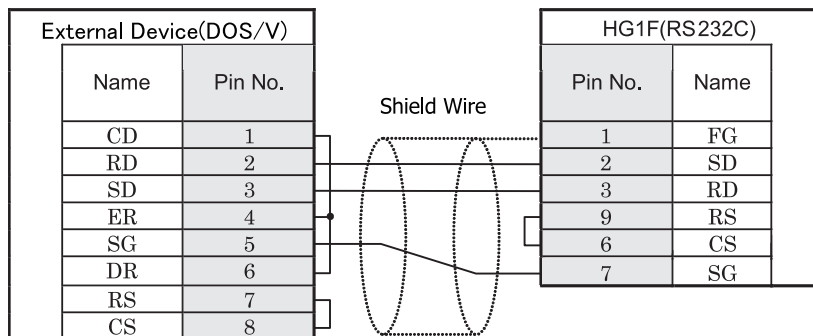 External Device(DOS/V) HG1F(RS232C)
Name Pin No. Pin No. Name
Shield Wire
CD 1 1 FG
RD 2 2 SD
SD 3 3 RD
ER 4 9 RS
SG 5 6 CS
DR 6 7 SG
RS 7
CS 8